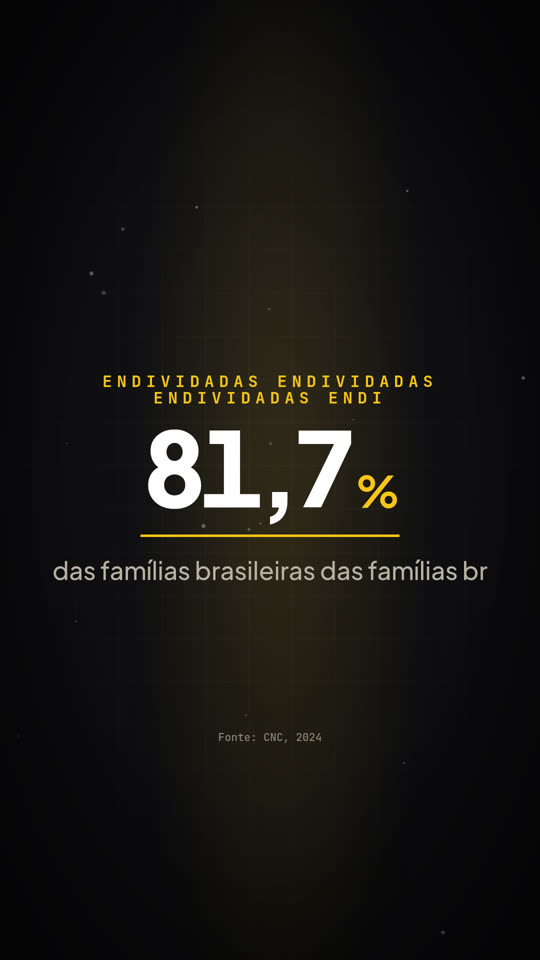 ENDIVIDADAS ENDIVIDADAS
ENDIVIDADAS ENDI
81,7%
das famílias brasileiras das famílias br
Fonte: CNC, 2024